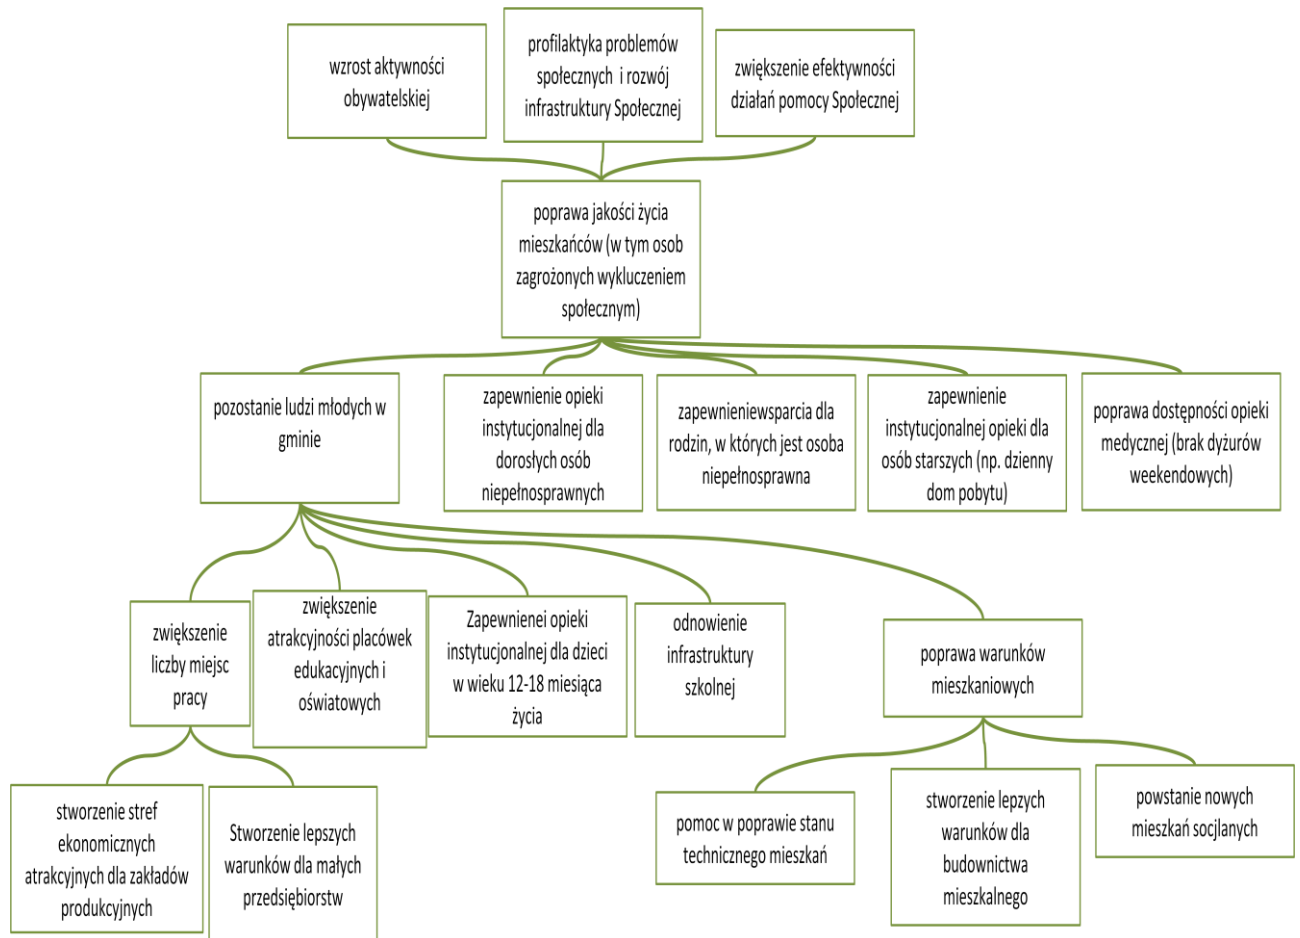 wzrost aktywności
obywatelskiej
profilaktyka problemów
społecznych i rozwój
infrastruktury Społecznej
zwiększenie efektywności
działań pomocy Społecznej
poprawa jakości życia
mieszkańców (w tym osob
zagrożonych wykluczeniem
społecznym)
pozostanie ludzi młodych w
gminie
zapewnienie opieki
instytucjonalnej dla
dorosłych osób
niepełnosprawnych
zapewnieniewsparcia dla
rodzin, w których jest osoba
niepełnosprawna
zapewnienie
instytucjonalnej opieki dla
osób starszych (np. dzienny
dom pobytu)
poprawa dostępności opieki
medycznej (brak dyżurów
weekendowych)
zwiększenie
liczby miejsc
pracy
zwiększenie
atrakcyjności placówek
edukacyjnych i
oświatowych
Zapewnienei opieki
instytucjonalnej dla dzieci
w wieku 12-18 miesiąca
życia
odnowienie
infrastruktury
szkolnej
poprawa warunków
mieszkaniowych
stworzenie stref
ekonomicznych
atrakcyjnych dla zakładów
produkcyjnych
Stworzenie lepszych
warunków dla małych
przedsiębiorstw
pomoc w poprawie stanu
technicznego mieszkań
stworzenie lepzych
warunków dla
budownictwa
mieszkalnego
powstanie nowych
mieszkań socjlanych